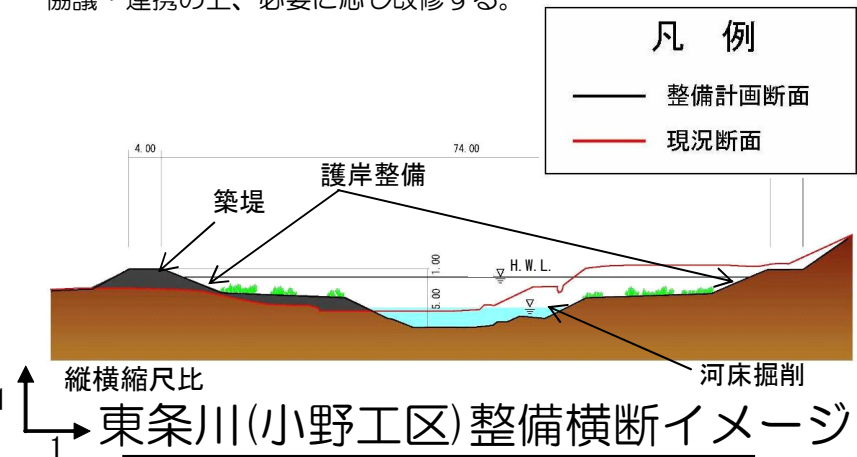 協議・連携の上、必要に応じ改修する。
凡 例
整備計画断面
現況断面
4.00
74.00
護岸整備
築堤
1.00
H.W.L.
5.00
縦横縮尺比
河床掘削
1
東条川(小野工区)整備横断イメージ